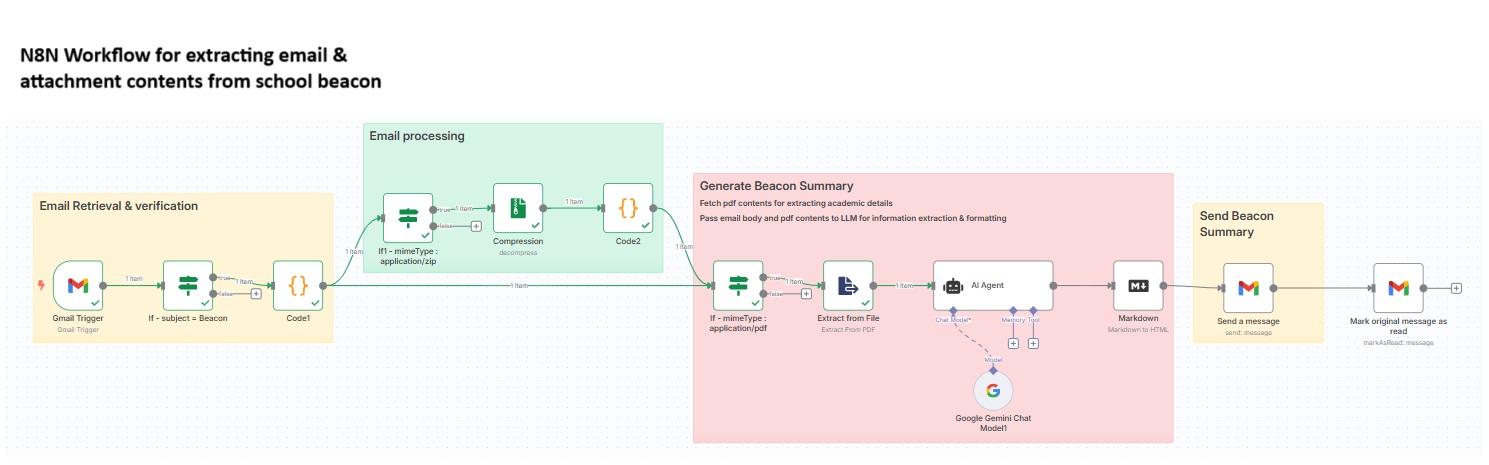 N8N Workflow for extracting email &
attachment contents from school beacon
Email processing
If1 - mimeType :
application/zip
true
false
1 item
Compression
decompress
1 item
Code2
Email Retrieval & verification
Gmail Trigger
Gmail Trigger
1 item
If - subject = Beacon
true
false
1 item
Code1
1 item
1 item
1 item
Generate Beacon Summary
Fetch pdf contents for extracting academic details
Pass email body and pdf contents to LLM for information extraction & formatting
If - mimeType :
application/pdf
true
false
1 item
Extract from File
Extract From PDF
1 item
AI Agent
Chat Model*
Memory
Tool
Model
Google Gemini Chat
Model1
Markdown
Markdown to HTML
Send Beacon
Summary
Send a message
send: message
Mark original message as
read
markAsRead: message